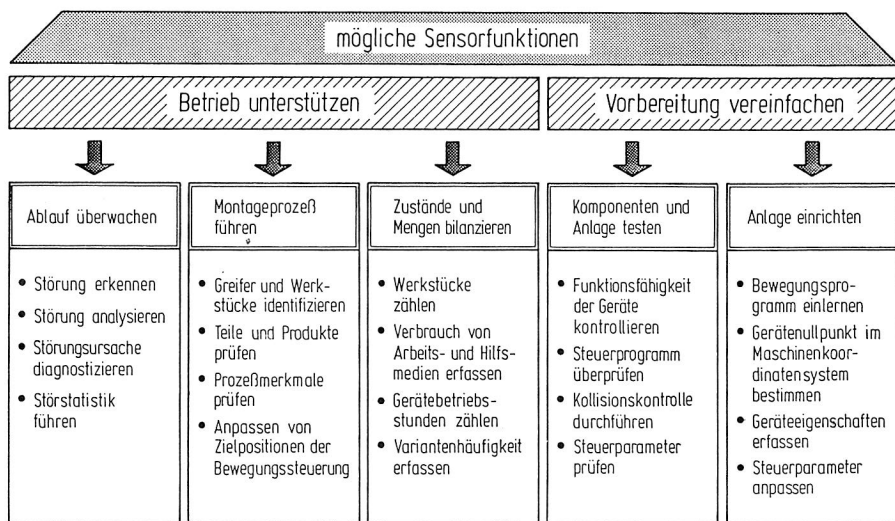 mögliche Sensorfunktionen
Betrieb unterstützen
Vorbereitung vereinfachen
Ablauf überwachen
• Störung erkennen
• Störung analysieren
• Störungsursache
diagnostizieren
• Störstatistik
führen
Montageprozeß
führen
• Greifer und Werk-
stücke identifizieren
• Teile und Produkte
prüfen
• Prozeßmerkmale
prüfen
• Anpassen von
Zielpositionen der
Bewegungssteuerung
Zustände und
Mengen bilanzieren
• Werkstücke
zählen
• Verbrauch von
Arbeits- und Hilfs-
medien erfassen
• Gerätebetriebs-
stunden zählen
• Variantenhäufigkeit
erfassen
Komponenten und
Anlage testen
• Funktionsfähigkeit
der Geräte
kontrollieren
• Steuerprogramm
überprüfen
• Kollisionskontrolle
durchführen
• Steuerparameter
prüfen
Anlage einrichten
• Bewegungspro-
gramm einlernen
• Gerätenullpunkt im
Maschinenkoor-
dinatensystem
bestimmen
• Geräteeigenschaften
erfassen
• Steuerparameter
anpassen